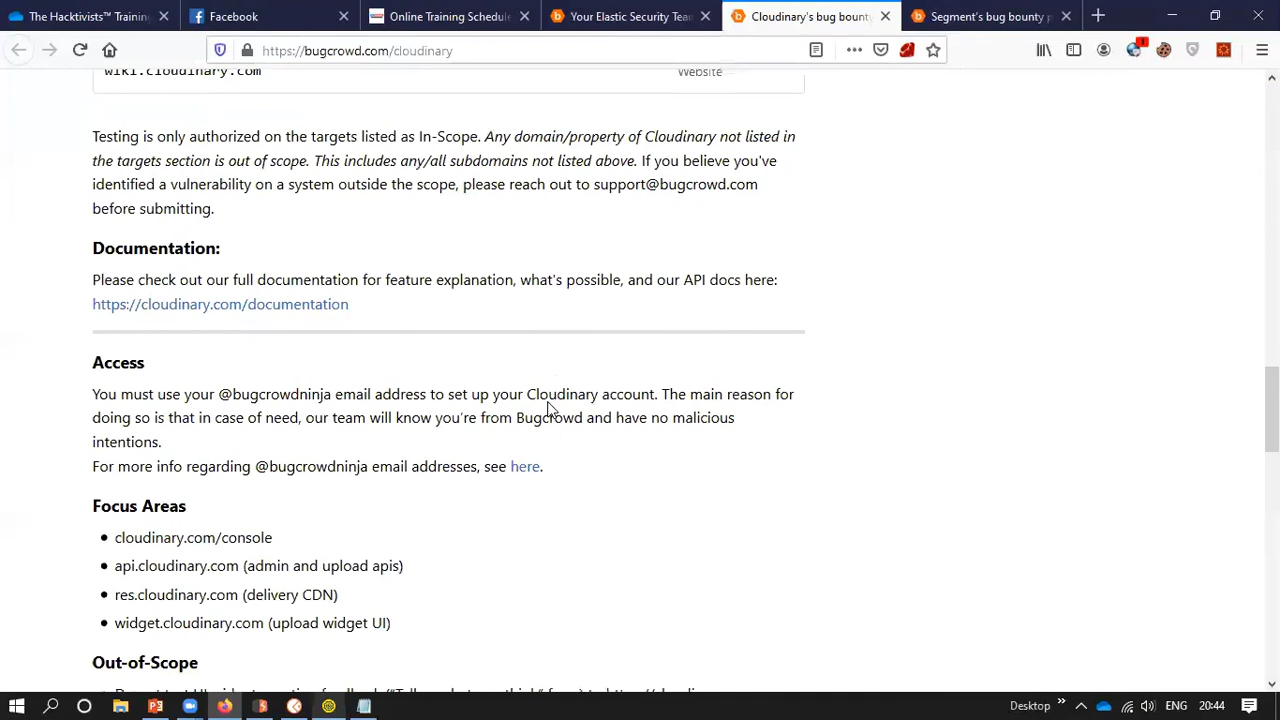 The Hacktivists™ Training
Facebook
Online Training Schedule
Your Elastic Security Team
Cloudinary's bug bounty
Segment's bug bounty p
https://bugcrowd.com/cloudinary
wiki.cloudinary.com
Website
Testing is only authorized on the targets listed as In-Scope. Any domain/property of Cloudinary not listed in
the targets section is out of scope. This includes any/all subdomains not listed above. If you believe you've
identified a vulnerability on a system outside the scope, please reach out to support@bugcrowd.com
before submitting.
Documentation:
Please check out our full documentation for feature explanation, what's possible, and our API docs here:
https://cloudinary.com/documentation
Access
You must use your @bugcrowdninja email address to set up your Cloudinary account. The main reason for
doing so is that in case of need, our team will know you're from Bugcrowd and have no malicious
intentions.
For more info regarding @bugcrowdninja email addresses, see here.
Focus Areas
• cloudinary.com/console
• api.cloudinary.com (admin and upload apis)
• res.cloudinary.com (delivery CDN)
• widget.cloudinary.com (upload widget UI)
Out-of-Scope
Desktop
ENG
20:44